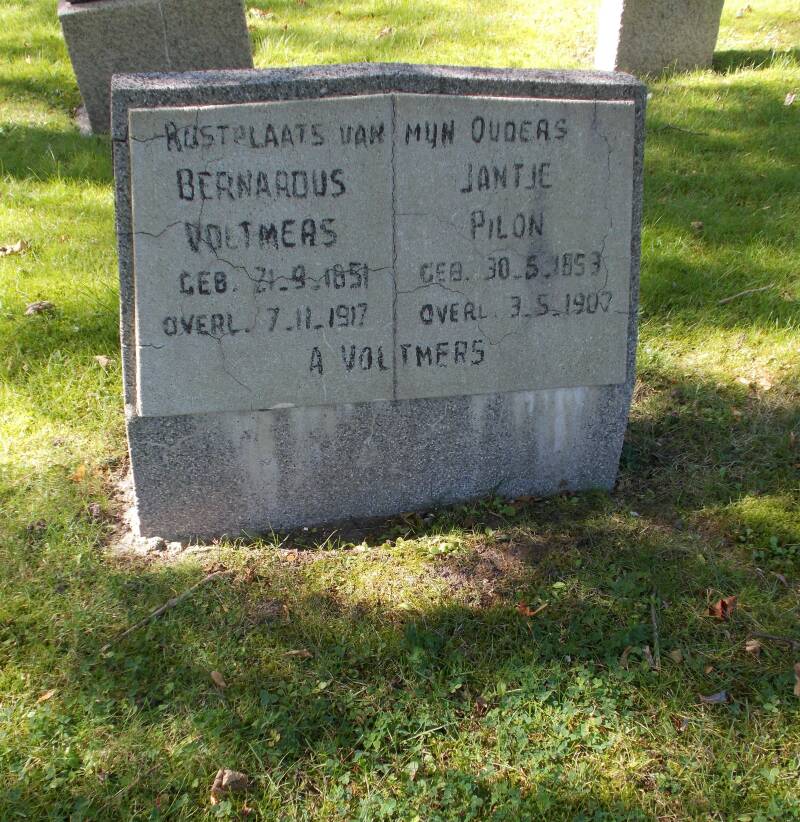 RUSTPLAATS VAN MIJN OUDERS
BERNARDUS JANTJE
VOLTMERS PILON
GEB. 21-9-1851 GEB. 30-5-1853
OVERL. 7-11-1917 OVERL. 3-5-1907
A VOLTMERS